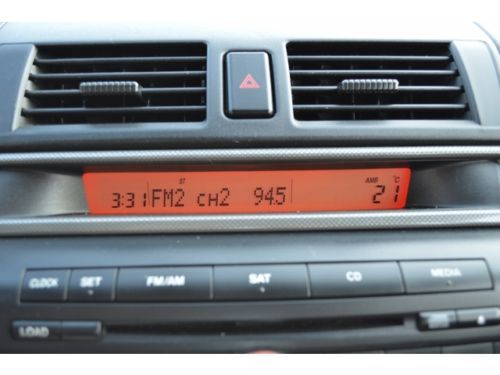 ST AMB °C
3:31 FM2 CH2 94.5 21
CLOCK SET FM/AM SAT CD MEDIA
LOAD